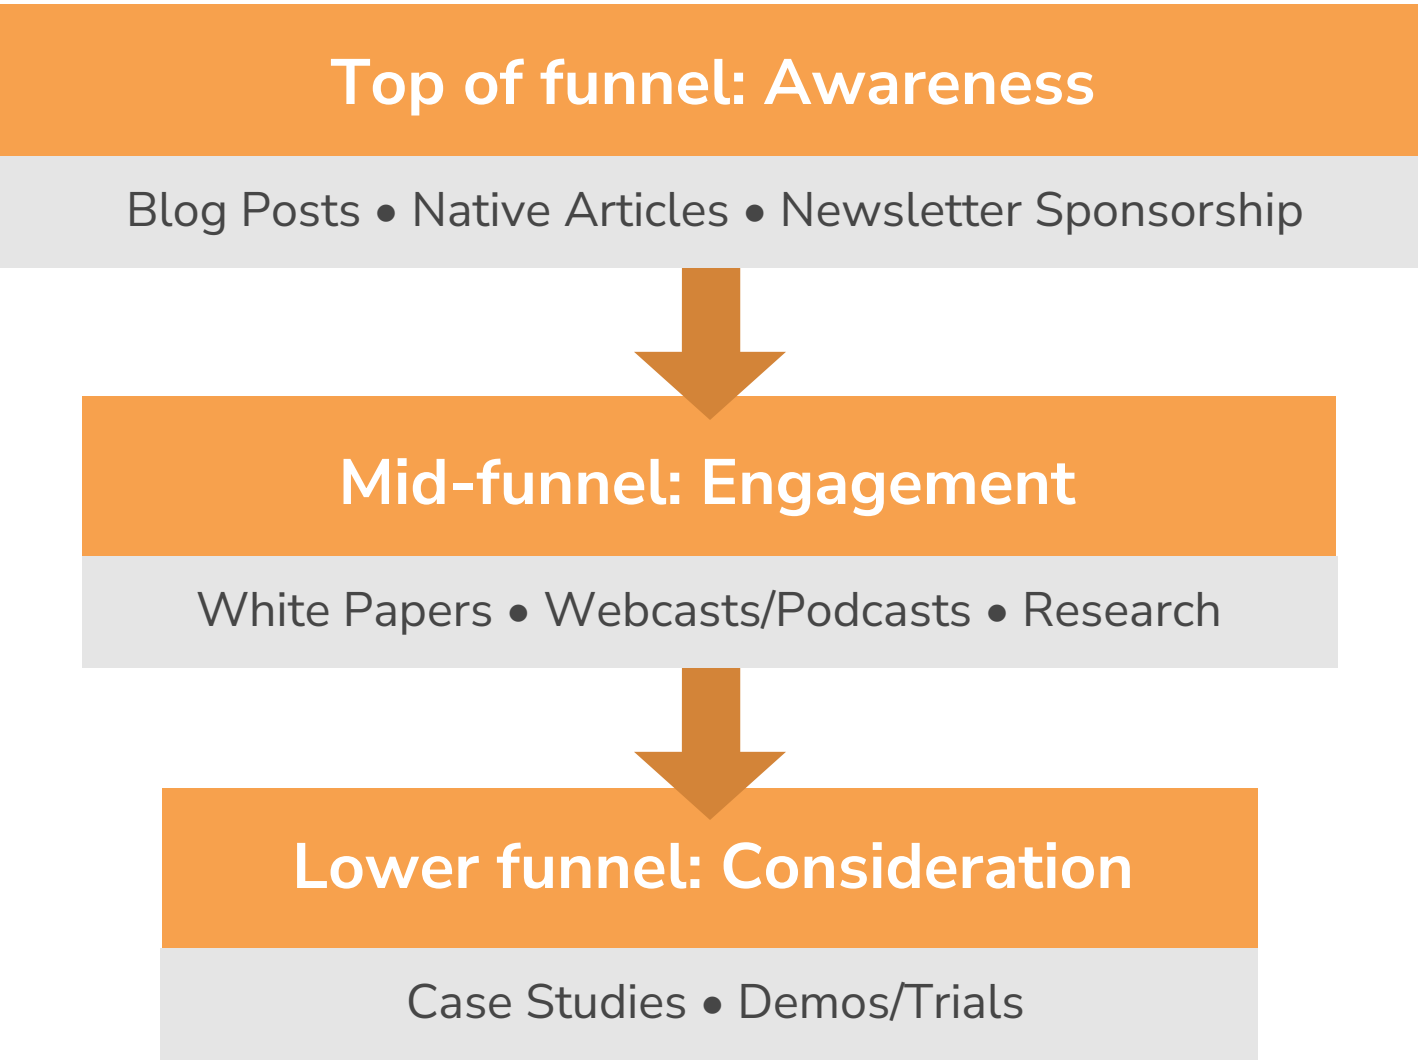 Top of funnel: Awareness
Blog Posts • Native Articles • Newsletter Sponsorship
Mid-funnel: Engagement
White Papers • Webcasts/Podcasts • Research
Lower funnel: Consideration
Case Studies • Demos/Trials